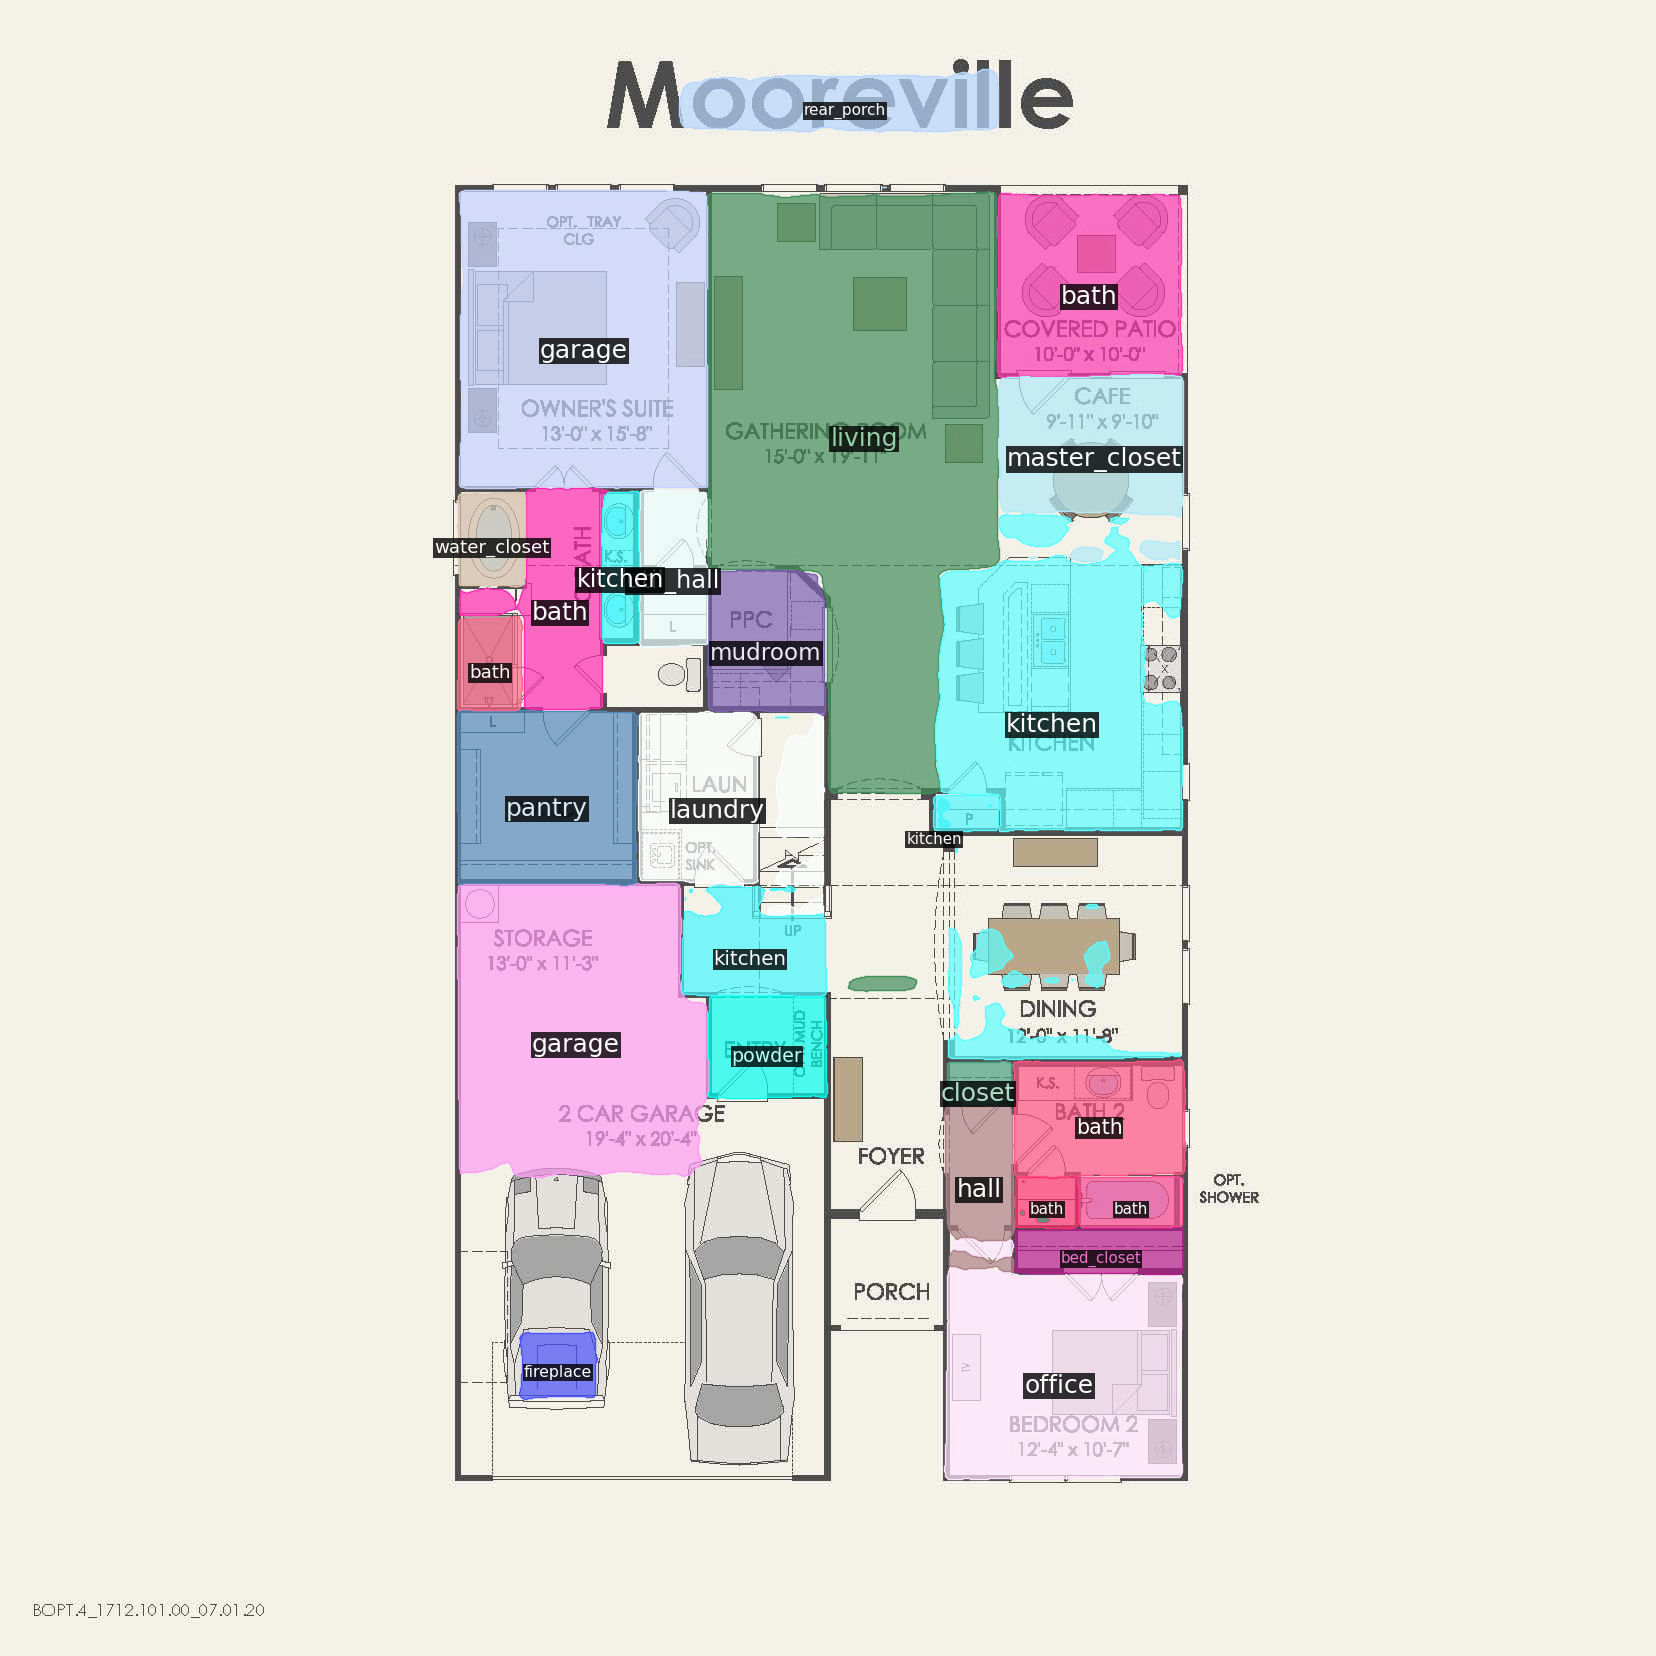 Mooreville
rear_porch
OPT. TRAY
CLG
garage
OWNER'S SUITE
13'-0" x 15'-8"
GATHERING ROOM
living
15'-0" x 19'-11"
bath
COVERED PATIO
10'-0" x 10'-0"
CAFE
9'-11" x 9'-10"
master_closet
water_closet
K.S.
kitchen
hall
bath
L
PPC
mudroom
bath
kitchen
KITCHEN
L
pantry
LAUN
laundry
OPT.
SINK
P
kitchen
UP
STORAGE
13'-0" x 11'-3"
kitchen
garage
MUD
BENCH
ENTRY
powder
DINING
12'-0" x 11'-8"
closet
K.S.
BATH 2
bath
2 CAR GARAGE
19'-4" x 20'-4"
FOYER
hall
bath
bath
OPT.
SHOWER
bed_closet
PORCH
fireplace
TV
office
BEDROOM 2
12'-4" x 10'-7"
BOPT.4_1712.101.00_07.01.20